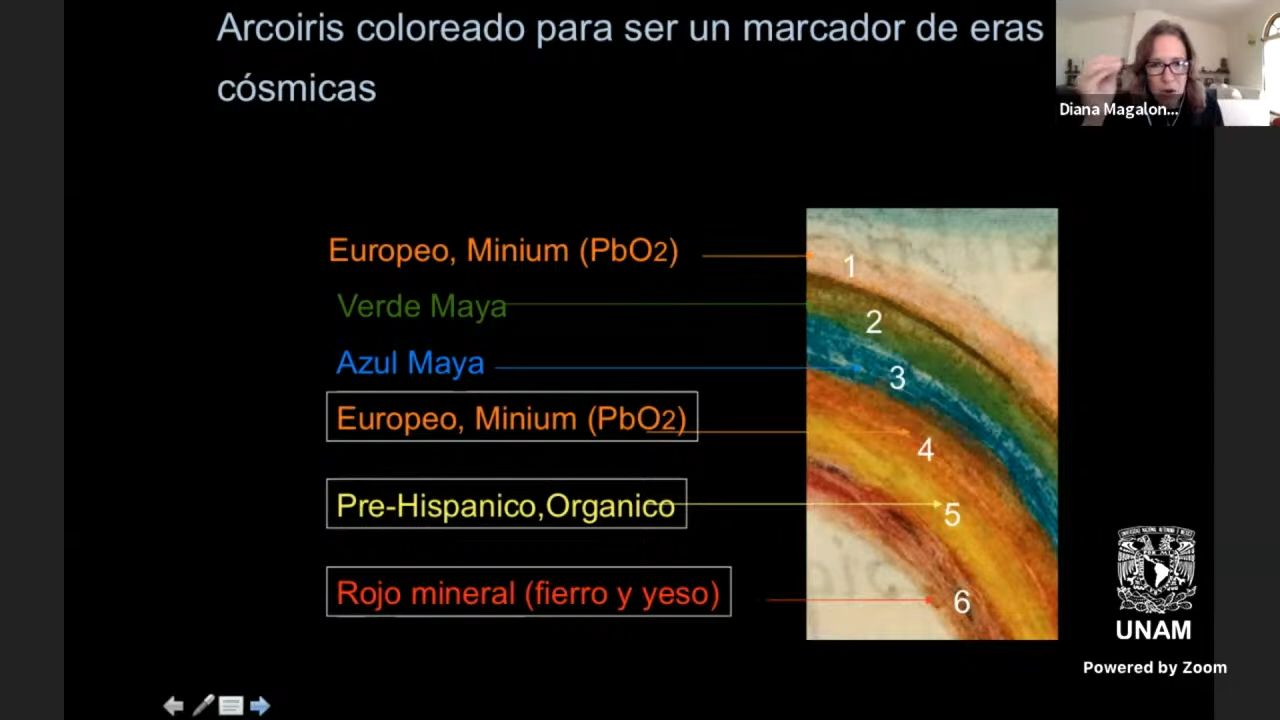 Arcoiris coloreado para ser un marcador de eras
cósmicas
Diana Magalon...
Europeo, Minium (PbO2)
Verde Maya
Azul Maya
Europeo, Minium (PbO2)
Pre-Hispanico,Organico
Rojo mineral (fierro y yeso)
1
2
3
4
5
6
UNAM
Powered by Zoom